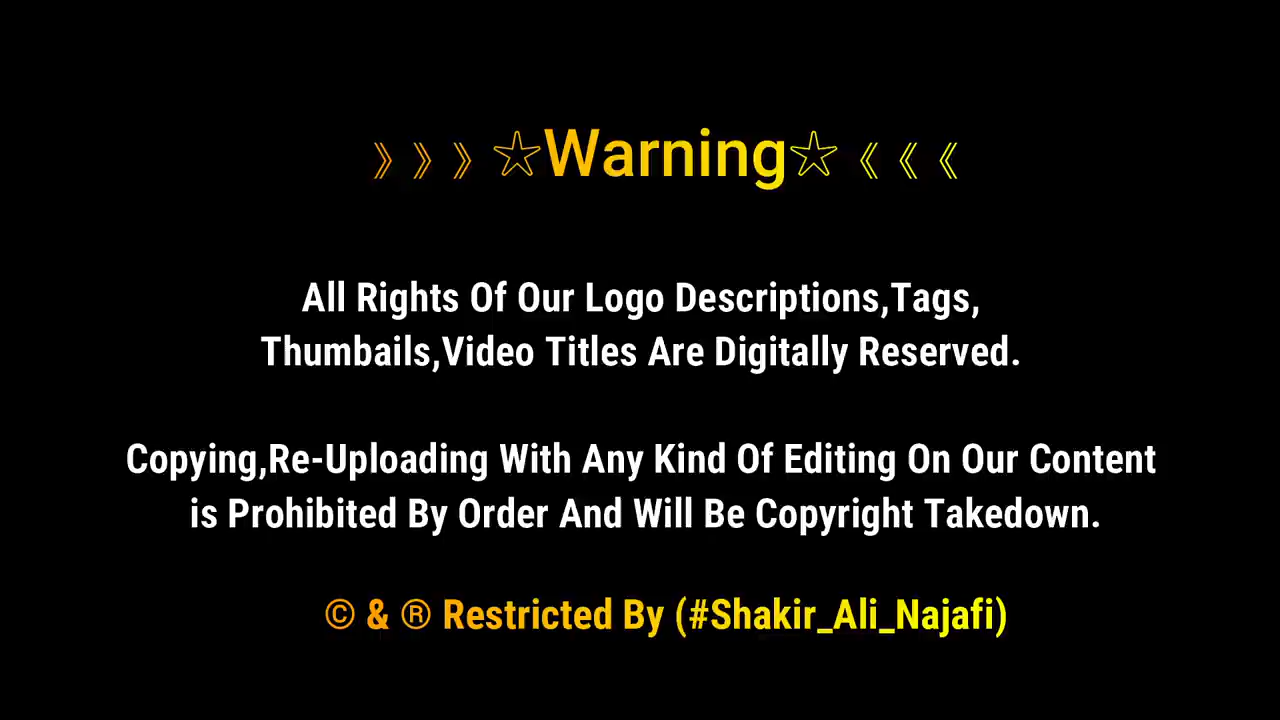 》》》☆Warning☆《《《
All Rights Of Our Logo Descriptions,Tags,
Thumbails,Video Titles Are Digitally Reserved.
Copying,Re-Uploading With Any Kind Of Editing On Our Content
is Prohibited By Order And Will Be Copyright Takedown.
© & ® Restricted By (#Shakir_Ali_Najafi)